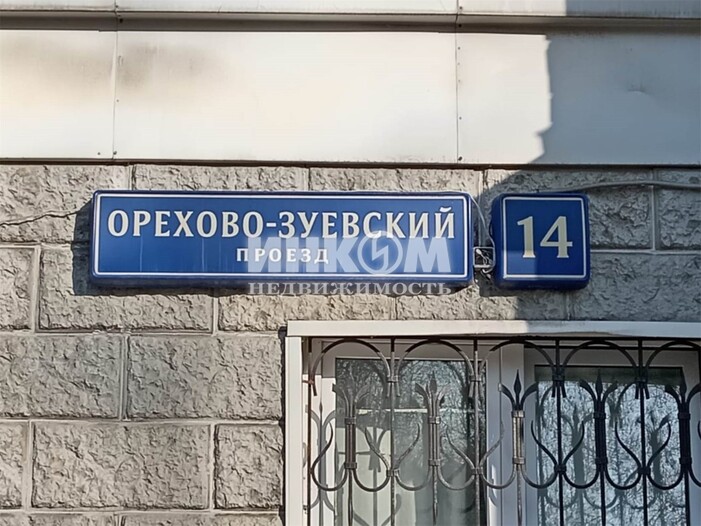 ОРЕХОВО-ЗУЕВСКИЙ
ПРОЕЗД
14
ИНКОМ
НЕДВИЖИМОСТЬ